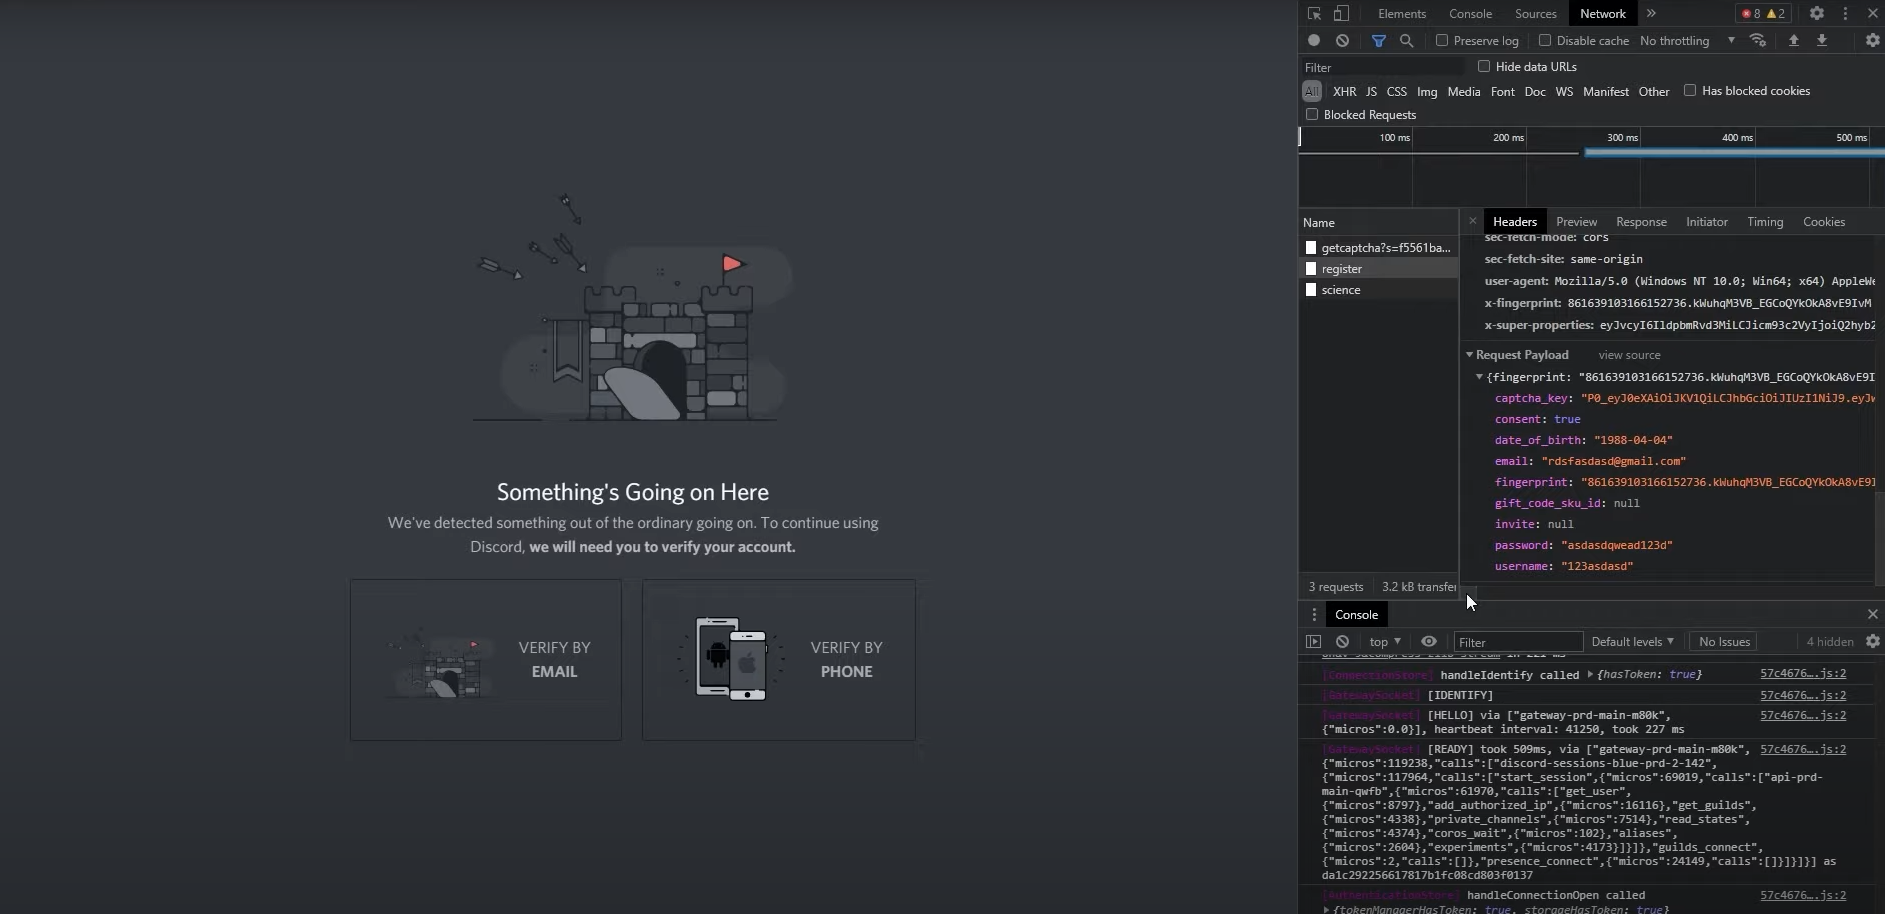 Something's Going on Here
We've detected something out of the ordinary going on. To continue using
Discord, we will need you to verify your account.
VERIFY BY
EMAIL
VERIFY BY
PHONE
Elements Console Sources Network » 8 2
Preserve log Disable cache No throttling
Filter Hide data URLs
All XHR JS CSS Img Media Font Doc WS Manifest Other Has blocked cookies
Blocked Requests
100 ms 200 ms 300 ms 400 ms 500 ms
Name
getcaptcha?s=f5561ba...
register
science
3 requests 3.2 kB transfer
Headers Preview Response Initiator Timing Cookies
sec-fetch-mode: cors
sec-fetch-site: same-origin
user-agent: Mozilla/5.0 (Windows NT 10.0; Win64; x64) AppleWe
x-fingerprint: 861639103166152736.kWuhqM3VB_EGCoQYkOkA8vE9IvM
x-super-properties:
Request Payload view source
{fingerprint: "861639103166152736.kWuhqM3VB_EGCoQYkOkA8vE9I
captcha_key: "P0_eyJ0eXAiOiJKV1QiLCJhbGciOiJIUzI1NiJ9.eyJw
consent: true
date_of_birth: "1988-04-04"
email: "rdsfasdasd@gmail.com"
fingerprint: "861639103166152736.kWuhqM3VB_EGCoQYkOkA8vE9I
gift_code_sku_id: null
invite: null
password: "asdasdqwead123d"
username: "123asdasd"
Console
top Filter Default levels No Issues 4 hidden
[ConnectionStore] handleIdentify called {hasToken: true} 57c4676….js:2
[GatewaySocket] [IDENTIFY] 57c4676….js:2
[GatewaySocket] [HELLO] via ["gateway-prd-main-m80k", 57c4676….js:2
{"micros":0.0}], heartbeat interval: 41250, took 227 ms
[GatewaySocket] [READY] took 509ms, via ["gateway-prd-main-m80k", 57c4676….js:2
{"micros":119238,"calls":["discord-sessions-blue-prd-2-142",
{"micros":117964,"calls":["start_session",{"micros":69019,"calls":["api-prd-
main-qwfb",{"micros":61970,"calls":["get_user",
{"micros":8797},"add_authorized_ip",{"micros":16116},"get_guilds",
{"micros":4338},"private_channels",{"micros":7514},"read_states",
{"micros":4374},"coros_wait",{"micros":102},"aliases",
{"micros":2604},"experiments",{"micros":4173}]}]},"guilds_connect",
{"micros":2,"calls":[]},"presence_connect",{"micros":24149,"calls":[]}]}]}] as
da1c292256617817b1fc08cd803f0137
[AuthenticationStore] handleConnectionOpen called 57c4676….js:2
{tokenManagerHasToken: true, storageHasToken: true}